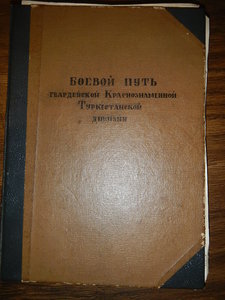 БОЕВОЙ ПУТЬ
ГВАРДЕЙСКОЙ КРАСНОЗНАМЕННОЙ
ТУРКЕСТАНСКОЙ
ДИВИЗИИ